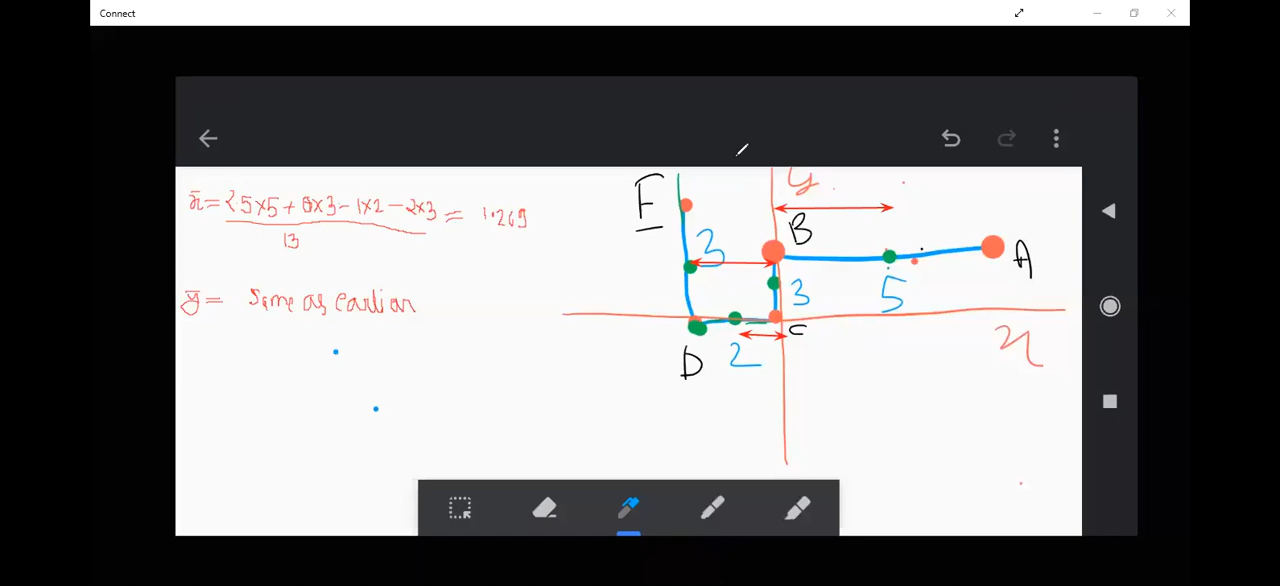 Connect
x̄ = {5×5 + 0×3 - 1×2 - 2×3 = 1.269
13
ȳ = Same as earlier
y
E
B
3
A
3
5
C
x
D
2